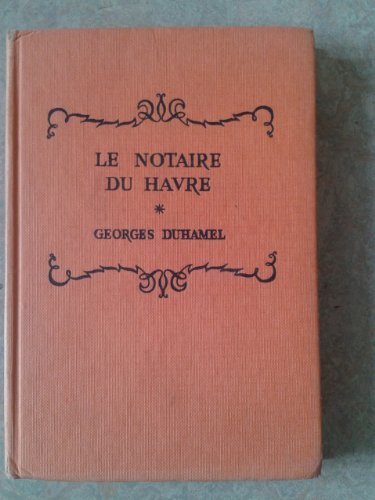 LE NOTAIRE
DU HAVRE
*
GEORGES DUHAMEL